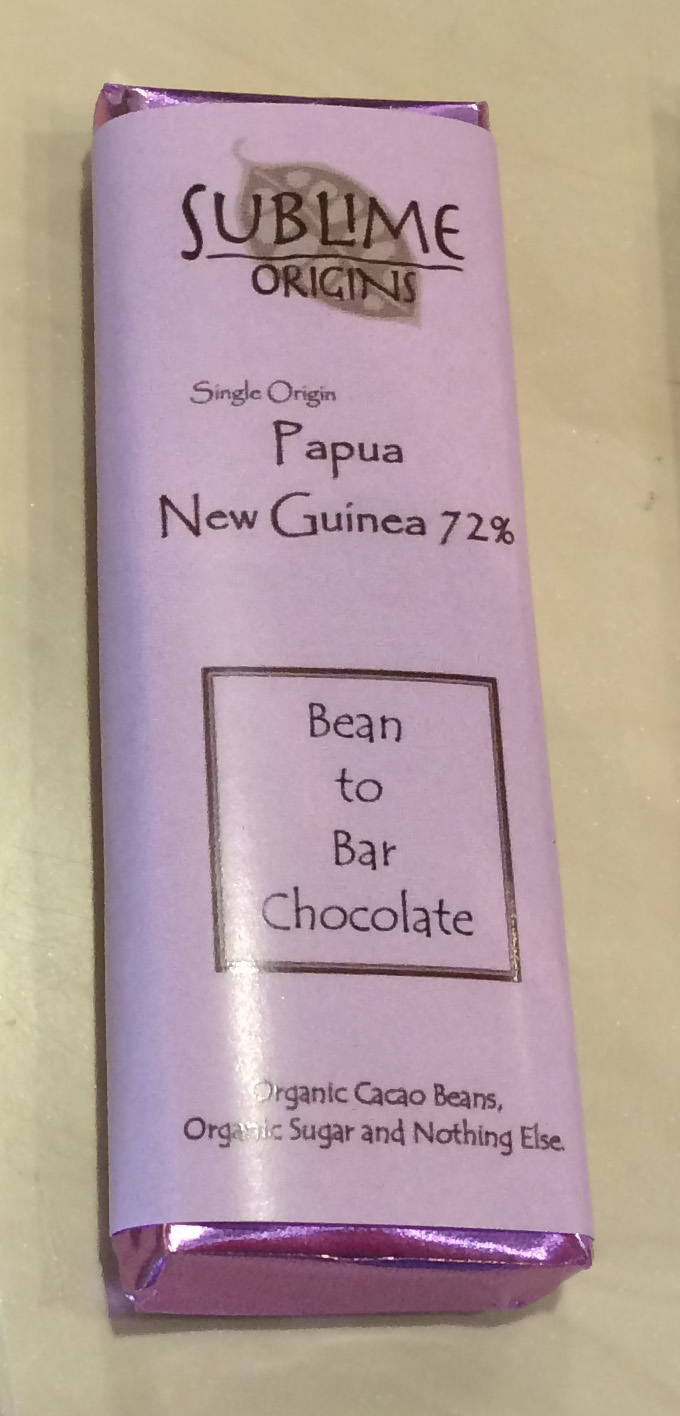 SUBLIME
ORIGINS
Single Origin
Papua
New Guinea 72%
Bean
to
Bar
Chocolate
Organic Cacao Beans,
Organic Sugar and Nothing Else.